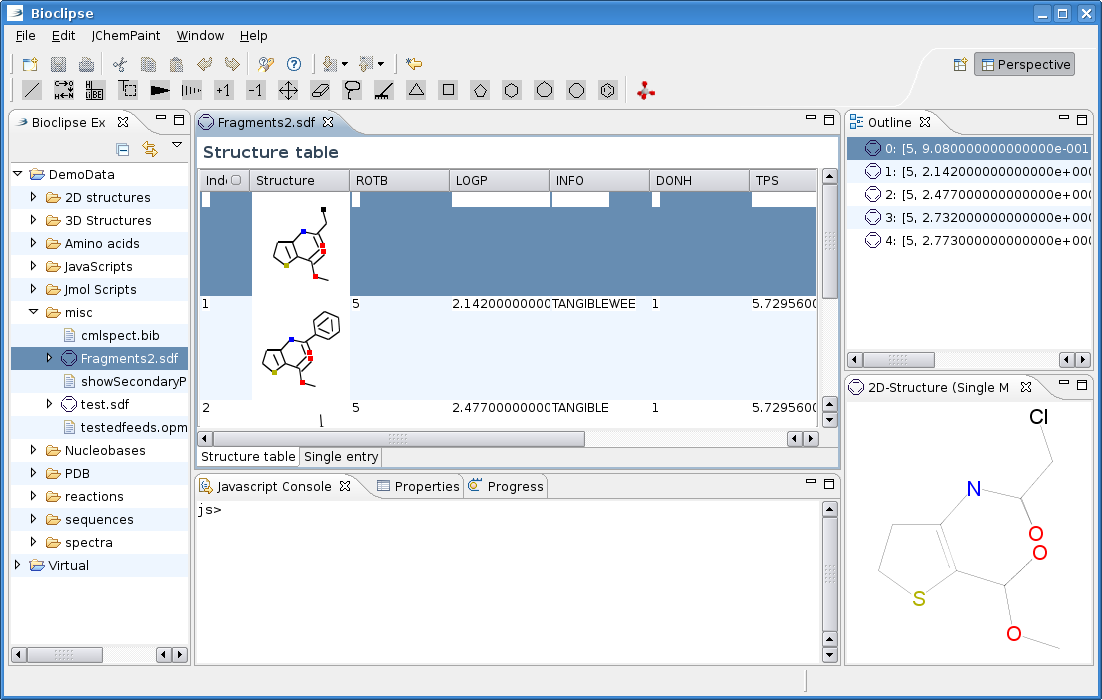 Bioclipse
File Edit JChemPaint Window Help
Perspective
+1 -1
Bioclipse Ex
DemoData
2D structures
3D Structures
Amino acids
JavaScripts
Jmol Scripts
misc
cmlspect.bib
Fragments2.sdf
showSecondaryP
test.sdf
testedfeeds.opm
Nucleobases
PDB
reactions
sequences
spectra
Virtual
Fragments2.sdf
Structure table
Ind Structure ROTB LOGP INFO DONH TPS
1 5 2.14200000000 TANGIBLEWEE 1 5.7295600
2 5 2.47700000000 TANGIBLE 1 5.7295600
Structure table Single entry
Javascript Console Properties Progress
js>
Outline
0: [5, 9.080000000000000e-001
1: [5, 2.142000000000000e+000
2: [5, 2.477000000000000e+000
3: [5, 2.732000000000000e+000
4: [5, 2.773000000000000e+000
2D-Structure (Single M
Cl
N
O
O
S
O